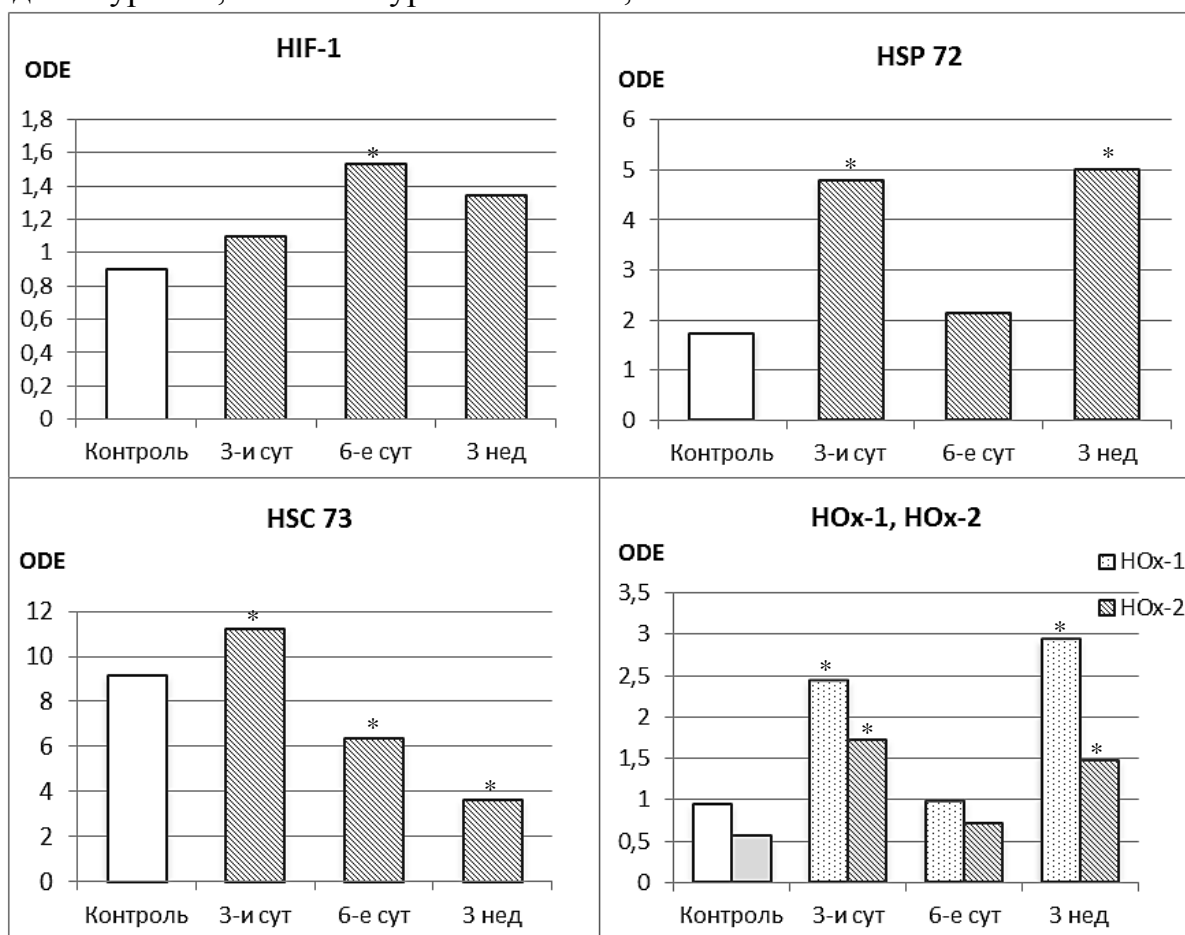 HIF-1
ODE
1,8
1,6
1,4
1,2
1
0,8
0,6
0,4
0,2
0
*
Контроль 3-и сут 6-е сут 3 нед
HSP 72
ODE
6
5
4
3
2
1
0
* *
Контроль 3-и сут 6-е сут 3 нед
HSC 73
ODE
12
10
8
6
4
2
0
* * *
Контроль 3-и сут 6-е сут 3 нед
HOx-1, HOx-2
ODE
HOx-1
HOx-2
3,5
3
2,5
2
1,5
1
0,5
0
* * * *
Контроль 3-и сут 6-е сут 3 нед